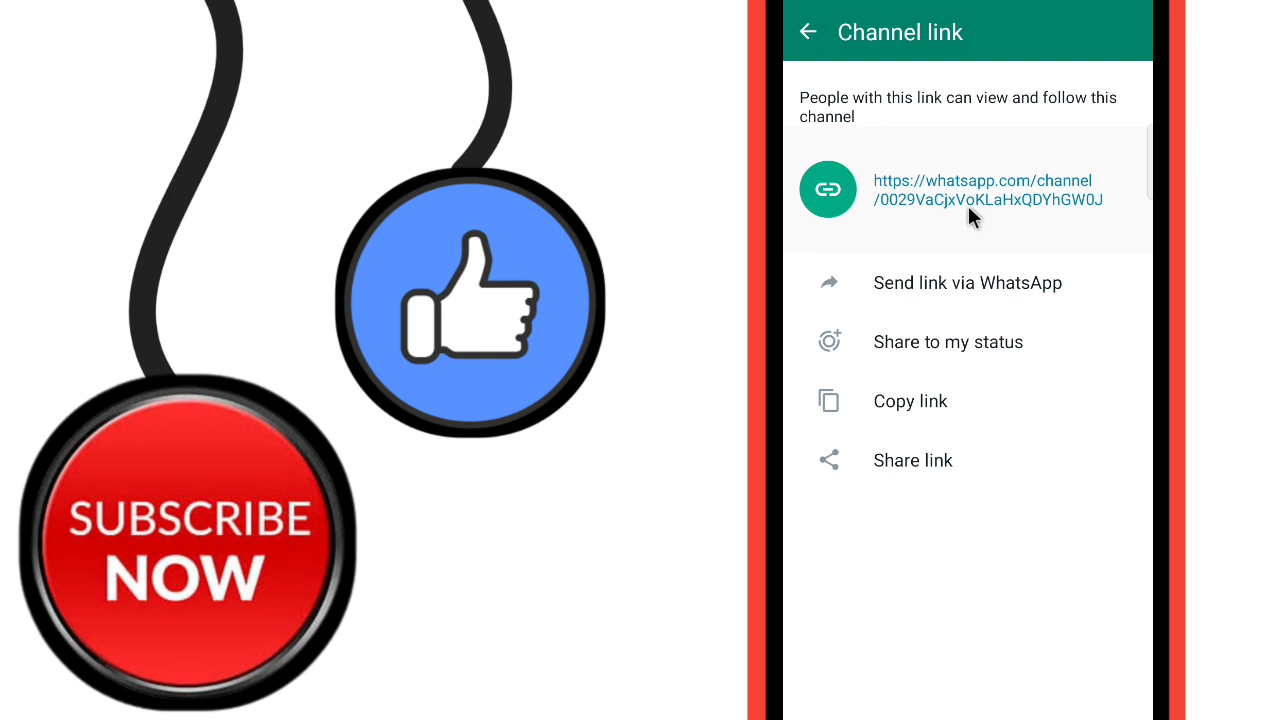 SUBSCRIBE
NOW
Channel link
People with this link can view and follow this
channel
https://whatsapp.com/channel
/0029VaCjxVoKLaHxQDYhGW0J
Send link via WhatsApp
Share to my status
Copy link
Share link